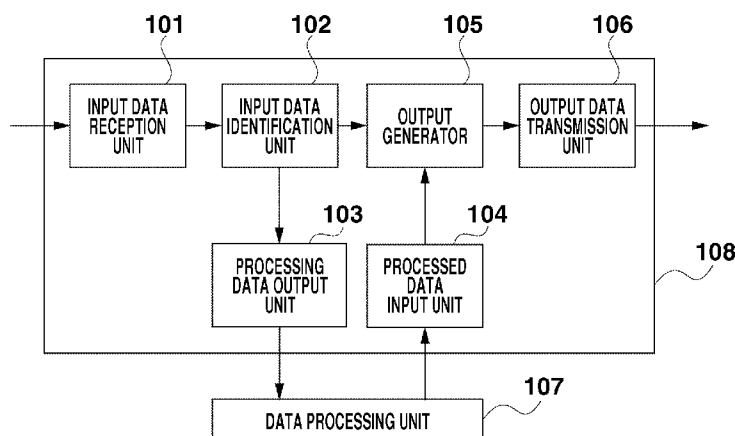 101
102
105
106
INPUT DATA
RECEPTION
UNIT
INPUT DATA
IDENTIFICATION
UNIT
OUTPUT
GENERATOR
OUTPUT DATA
TRANSMISSION
UNIT
103
104
PROCESSING
DATA OUTPUT
UNIT
PROCESSED
DATA
INPUT UNIT
108
107
DATA PROCESSING UNIT